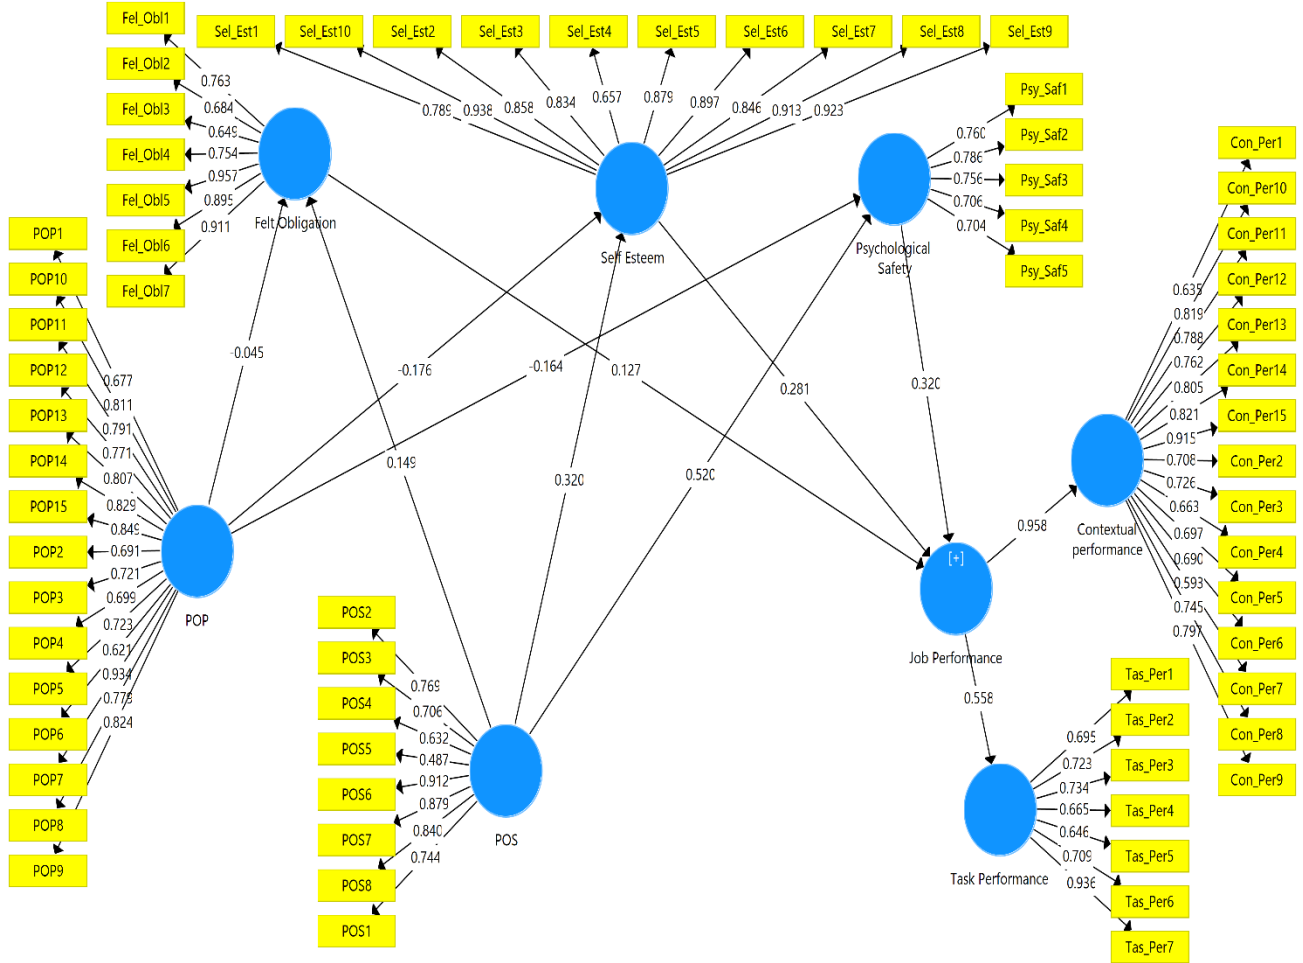 Fel_Obl1
Fel_Obl2
Fel_Obl3
Fel_Obl4
Fel_Obl5
Fel_Obl6
Fel_Obl7
0.763
0.684
0.649
0.754
0.957
0.895
0.911
Felt Obligation
Sel_Est1
Sel_Est10
Sel_Est2
Sel_Est3
Sel_Est4
Sel_Est5
Sel_Est6
Sel_Est7
Sel_Est8
Sel_Est9
0.789
0.938
0.858
0.834
0.657
0.879
0.897
0.846
0.913
0.923
Self Esteem
Psy_Saf1
Psy_Saf2
Psy_Saf3
Psy_Saf4
Psy_Saf5
0.760
0.786
0.756
0.706
0.704
Psychological
Safety
POP1
POP10
POP11
POP12
POP13
POP14
POP15
POP2
POP3
POP4
POP5
POP6
POP7
POP8
POP9
0.677
0.811
0.791
0.771
0.807
0.829
0.849
0.691
0.721
0.699
0.723
0.621
0.934
0.824
POP
-0.045
-0.176
-0.164
0.127
0.281
0.320
0.149
0.320
0.520
POS2
POS3
POS4
POS5
POS6
POS7
POS8
POS1
0.769
0.706
0.632
0.487
0.912
0.879
0.840
0.744
POS
[+]
Job Performance
0.958
0.558
Con_Per1
Con_Per10
Con_Per11
Con_Per12
Con_Per13
Con_Per14
Con_Per15
Con_Per2
Con_Per3
Con_Per4
Con_Per5
Con_Per6
Con_Per7
Con_Per8
Con_Per9
0.635
0.819
0.788
0.762
0.805
0.821
0.915
0.708
0.726
0.663
0.697
0.690
0.593
0.745
0.797
Contextual
performance
Tas_Per1
Tas_Per2
Tas_Per3
Tas_Per4
Tas_Per5
Tas_Per6
Tas_Per7
0.695
0.723
0.734
0.665
0.646
0.709
0.936
Task Performance